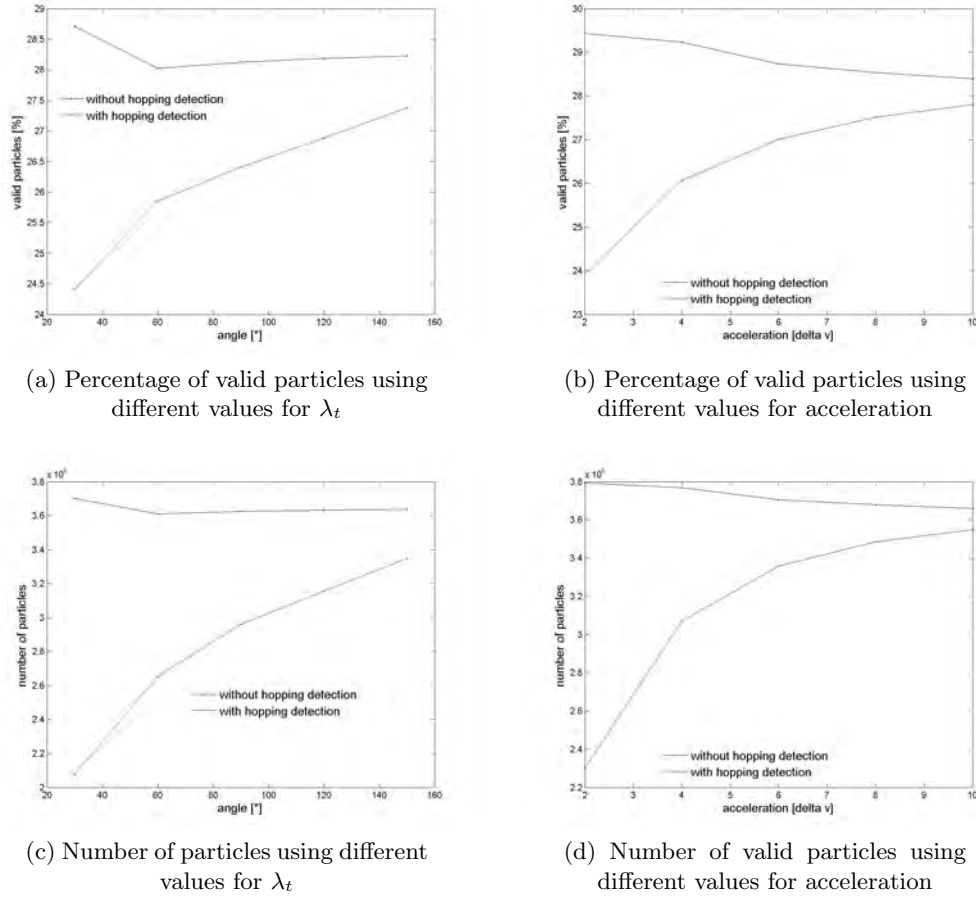 29
28.5
28
27.5
27
26.5
26
25.5
25
24.5
24
valid particles [%]
without hopping detection
with hopping detection
20 40 60 80 100 120 140 160
angle [°]
(a) Percentage of valid particles using
different values for λt
30
29
28
27
26
25
24
23
valid particles [%]
without hopping detection
with hopping detection
2 3 4 5 6 7 8 9 10
acceleration [delta v]
(b) Percentage of valid particles using
different values for acceleration
3.8
3.6
3.4
3.2
3
2.8
2.6
2.4
2.2
2
number of particles
without hopping detection
with hopping detection
20 40 60 80 100 120 140 160
angle [°]
(c) Number of particles using different
values for λt
3.8
3.6
3.4
3.2
3
2.8
2.6
2.4
2.2
number of particles
without hopping detection
with hopping detection
2 3 4 5 6 7 8 9 10
acceleration [delta v]
(d) Number of valid particles using
different values for acceleration